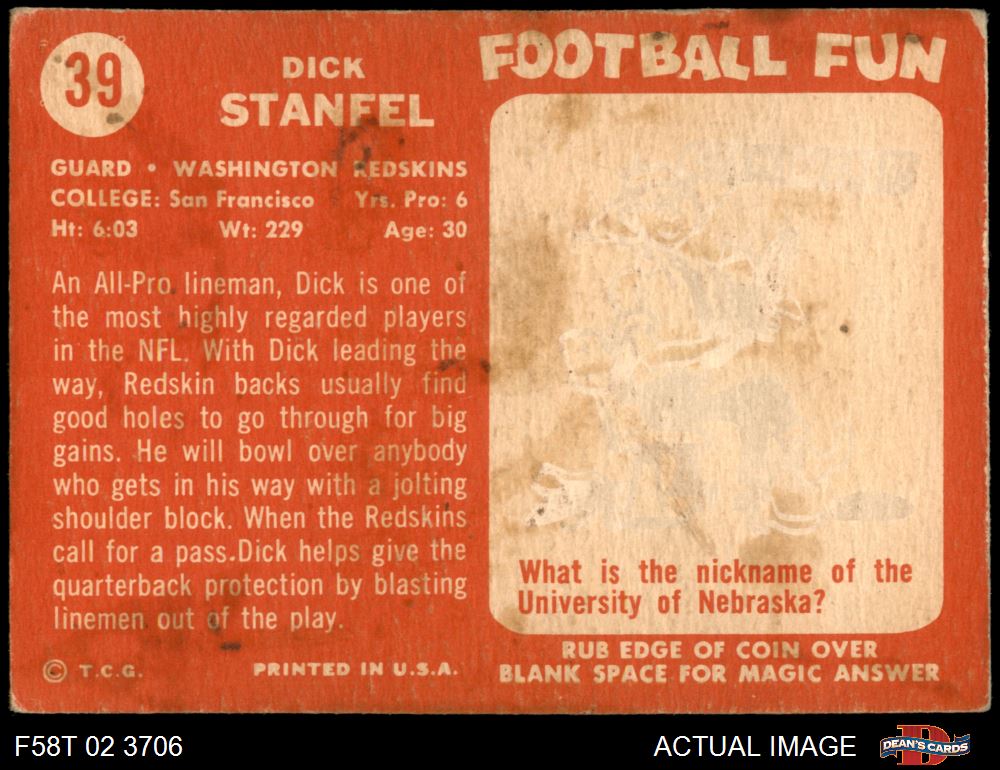 39
DICK
STANFEL
GUARD • WASHINGTON REDSKINS
COLLEGE: San Francisco Yrs. Pro: 6
Ht: 6:03 Wt: 229 Age: 30
An All-Pro lineman, Dick is one of
the most highly regarded players
in the NFL. With Dick leading the
way, Redskin backs usually find
good holes to go through for big
gains. He will bowl over anybody
who gets in his way with a jolting
shoulder block. When the Redskins
call for a pass.Dick helps give the
quarterback protection by blasting
linemen out of the play.
© T.C.G. PRINTED IN U.S.A.
FOOTBALL FUN
What is the nickname of the
University of Nebraska?
RUB EDGE OF COIN OVER
BLANK SPACE FOR MAGIC ANSWER
F58T 02 3706
ACTUAL IMAGE
D
DEAN'S CARDS